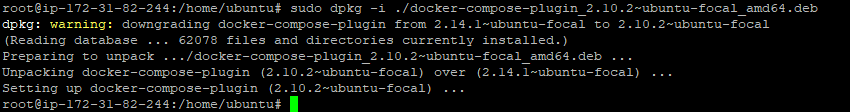 root@ip-172-31-82-244:/home/ubuntu# sudo dpkg -i ./docker-compose-plugin_2.10.2~ubuntu-focal_amd64.deb
dpkg: warning: downgrading docker-compose-plugin from 2.14.1~ubuntu-focal to 2.10.2~ubuntu-focal
(Reading database ... 62078 files and directories currently installed.)
Preparing to unpack .../docker-compose-plugin_2.10.2~ubuntu-focal_amd64.deb ...
Unpacking docker-compose-plugin (2.10.2~ubuntu-focal) over (2.14.1~ubuntu-focal) ...
Setting up docker-compose-plugin (2.10.2~ubuntu-focal) ...
root@ip-172-31-82-244:/home/ubuntu#